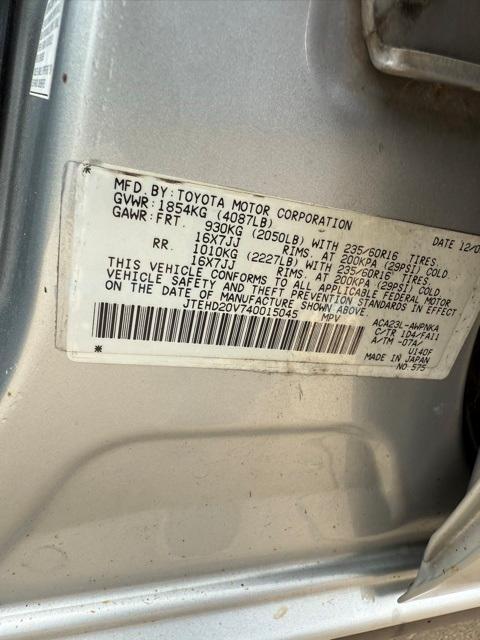 MFD.BY:TOYOTA MOTOR CORPORATION DATE 12/0
GVWR:1854KG (4087LB)
GAWR:FRT. 930KG (2050LB) WITH 235/60R16 TIRES.
16X7JJ RIMS. AT 200KPA (29PSI) COLD
RR. 1010KG (2227LB) WITH 235/60R16 TIRES.
16X7JJ RIMS. AT 200KPA (29PSI) COLD.
THIS VEHICLE CONFORMS TO ALL APPLICABLE FEDERAL MOTOR
VEHICLE SAFETY AND THEFT PREVENTION STANDARDS IN EFFECT
ON THE DATE OF MANUFACTURE SHOWN ABOVE.
JTEHD20V740015045 MPV
ACA23L-AWPNKA
C/TR 1D4/FA11
A/TM -07A/ U140F
MADE IN JAPAN
NO 575